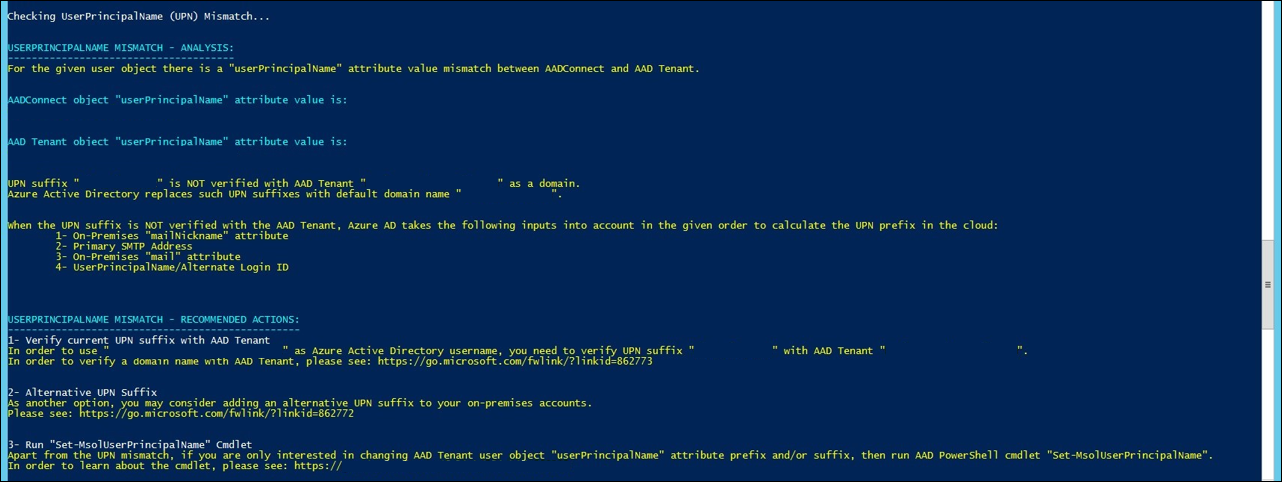 Checking UserPrincipalName (UPN) Mismatch...
USERPRINCIPALNAME MISMATCH - ANALYSIS:
--------------------------------------
For the given user object there is a "userPrincipalName" attribute value mismatch between AADConnect and AAD Tenant.
AADConnect object "userPrincipalName" attribute value is:
AAD Tenant object "userPrincipalName" attribute value is:
UPN suffix " " is NOT verified with AAD Tenant " " as a domain.
Azure Active Directory replaces such UPN suffixes with default domain name " ".
When the UPN suffix is NOT verified with the AAD Tenant, Azure AD takes the following inputs into account in the given order to calculate the UPN prefix in the cloud:
1- On-Premises "mailNickname" attribute
2- Primary SMTP Address
3- On-Premises "mail" attribute
4- UserPrincipalName/Alternate Login ID
USERPRINCIPALNAME MISMATCH - RECOMMENDED ACTIONS:
-------------------------------------------------
1- Verify current UPN suffix with AAD Tenant
In order to use " " as Azure Active Directory username, you need to verify UPN suffix " " with AAD Tenant " ".
In order to verify a domain name with AAD Tenant, please see: https://go.microsoft.com/fwlink/?linkid=862773
2- Alternative UPN Suffix
As another option, you may consider adding an alternative UPN suffix to your on-premises accounts.
Please see: https://go.microsoft.com/fwlink/?linkid=862772
3- Run "Set-MsolUserPrincipalName" Cmdlet
Apart from the UPN mismatch, if you are only interested in changing AAD Tenant user object "userPrincipalName" attribute prefix and/or suffix, then run AAD PowerShell cmdlet "Set-MsolUserPrincipalName".
In order to learn about the cmdlet, please see: https://